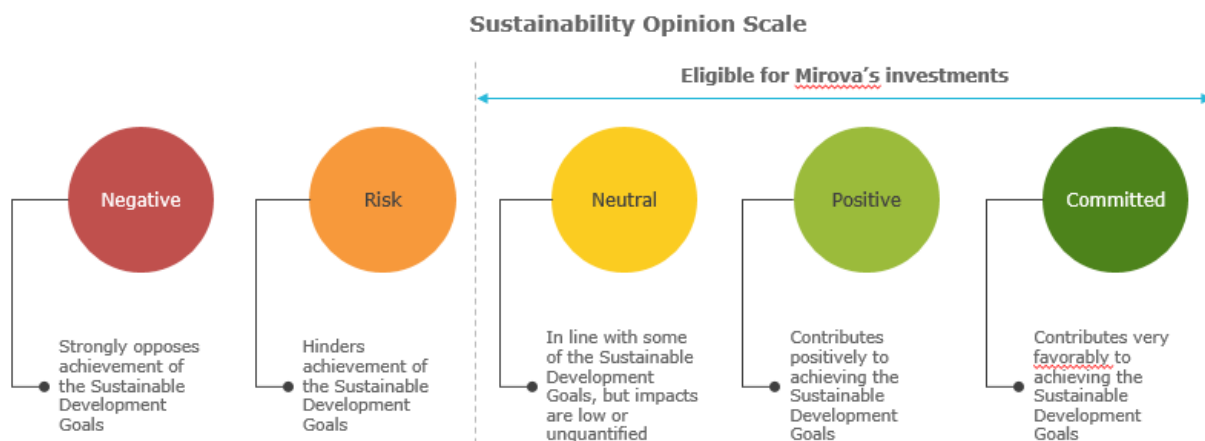 Sustainability Opinion Scale
Eligible for Mirova's investments
Negative
Risk
Neutral
Positive
Committed
Strongly opposes
achievement of
the Sustainable
Development
Goals
Hinders
achievement of
the Sustainable
Development
Goals
In line with some
of the Sustainable
Development
Goals, but impacts
are low or
unquantified
Contributes
positively to
achieving the
Sustainable
Development
Goals
Contributes very
favorably to
achieving the
Sustainable
Development
Goals